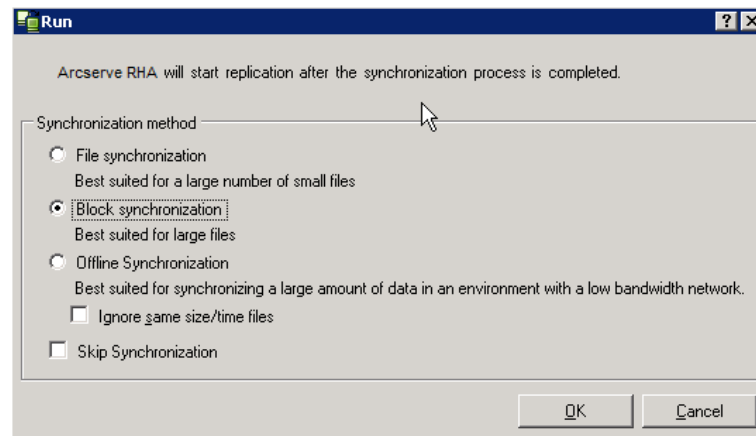 Run
Arcserve RHA will start replication after the synchronization process is completed.
Synchronization method
File synchronization
Best suited for a large number of small files
Block synchronization
Best suited for large files
Offline Synchronization
Best suited for synchronizing a large amount of data in an environment with a low bandwidth network.
Ignore same size/time files
Skip Synchronization
OK Cancel